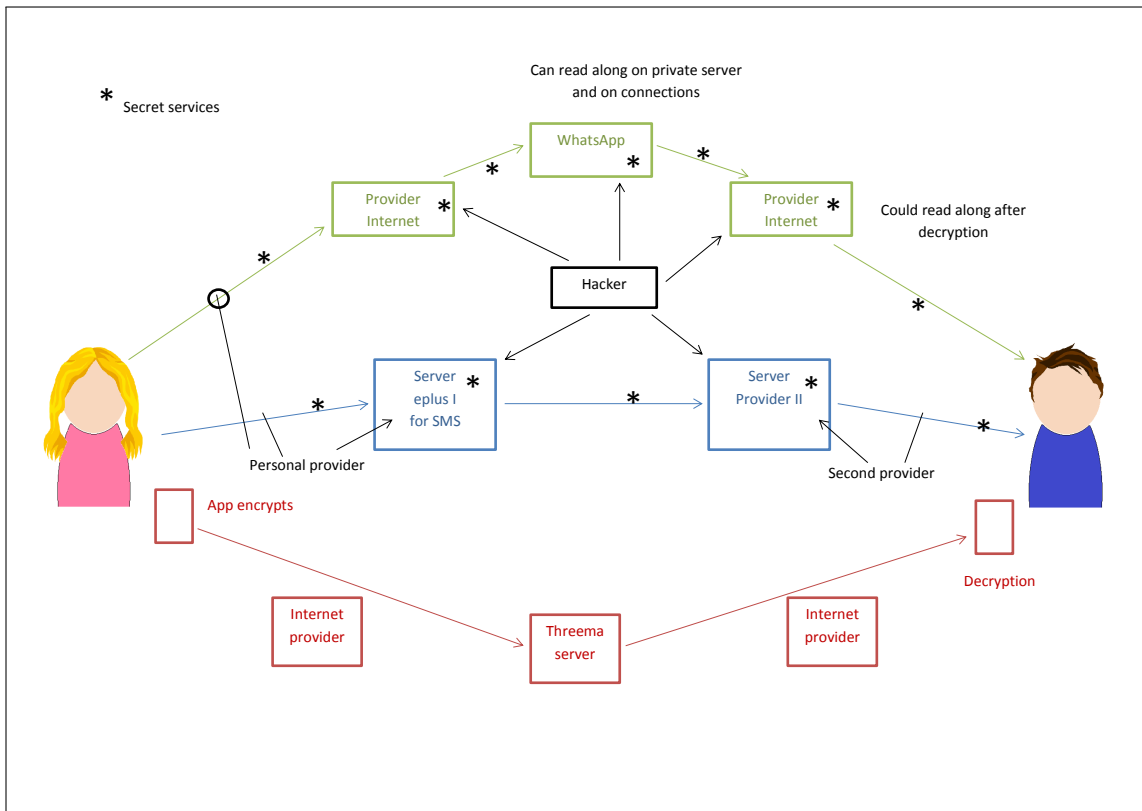 Can read along on private server
and on connections
* Secret services
WhatsApp
*
*
*
Provider
Internet
*
Provider
Internet
*
Could read along after
decryption
*
Hacker
*
Server
eplus I
for SMS
*
Server
Provider II
*
*
*
*
Personal provider
Second provider
App encrypts
Decryption
Internet
provider
Threema
server
Internet
provider